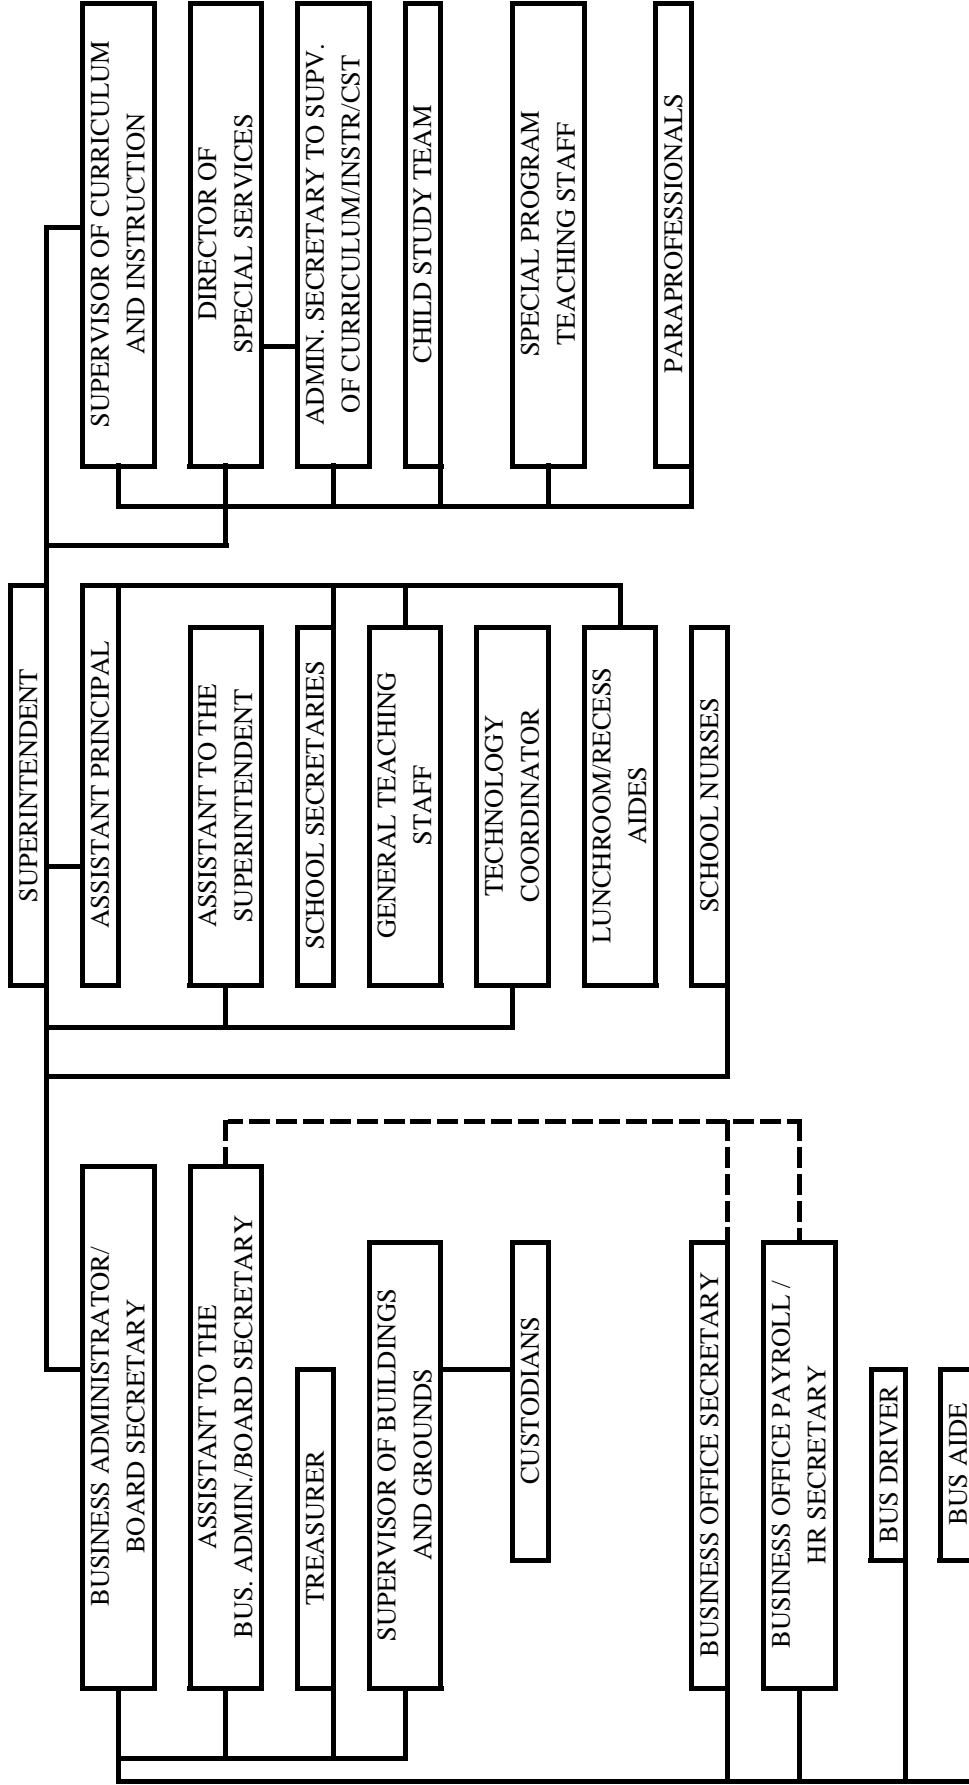 SUPERINTENDENT
BUSINESS ADMINISTRATOR/
BOARD SECRETARY
ASSISTANT TO THE
BUS. ADMIN./BOARD SECRETARY
TREASURER
SUPERVISOR OF BUILDINGS
AND GROUNDS
CUSTODIANS
BUSINESS OFFICE SECRETARY
BUSINESS OFFICE PAYROLL /
HR SECRETARY
BUS DRIVER
BUS AIDE
ASSISTANT PRINCIPAL
ASSISTANT TO THE
SUPERINTENDENT
SCHOOL SECRETARIES
GENERAL TEACHING
STAFF
TECHNOLOGY
COORDINATOR
LUNCHROOM/RECESS
AIDES
SCHOOL NURSES
SUPERVISOR OF CURRICULUM
AND INSTRUCTION
DIRECTOR OF
SPECIAL SERVICES
ADMIN. SECRETARY TO SUPV.
OF CURRICULUM/INSTR/CST
CHILD STUDY TEAM
SPECIAL PROGRAM
TEACHING STAFF
PARAPROFESSIONALS